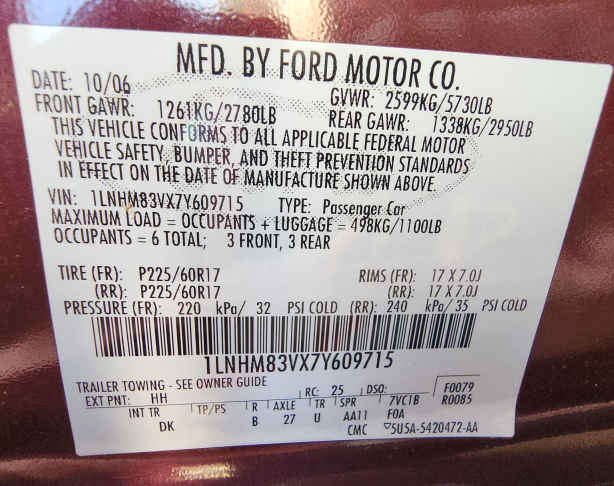 MFD. BY FORD MOTOR CO.
DATE: 10/06 GVWR: 2599KG/5730LB
FRONT GAWR: 1261KG/2780LB REAR GAWR: 1338KG/2950LB
THIS VEHICLE CONFORMS TO ALL APPLICABLE FEDERAL MOTOR
VEHICLE SAFETY, BUMPER, AND THEFT PREVENTION STANDARDS
IN EFFECT ON THE DATE OF MANUFACTURE SHOWN ABOVE.
VIN: 1LNHM83VX7Y609715 TYPE: Passenger Car
MAXIMUM LOAD = OCCUPANTS + LUGGAGE = 498KG/1100LB
OCCUPANTS = 6 TOTAL; 3 FRONT, 3 REAR
TIRE (FR): P225/60R17 RIMS (FR): 17 X 7.0J
(RR): P225/60R17 (RR): 17 X 7.0J
PRESSURE (FR): 220 kPa/ 32 PSI COLD (RR): 240 kPa/ 35 PSI COLD
1LNHM83VX7Y609715
TRAILER TOWING - SEE OWNER GUIDE F0079
EXT PNT: HH RC: 25 DSO: R0085
INT TR TP/PS R AXLE TR SPR 7VC1B
DK B 27 U AA11 F0A
CMC 5U5A-5420472-AA